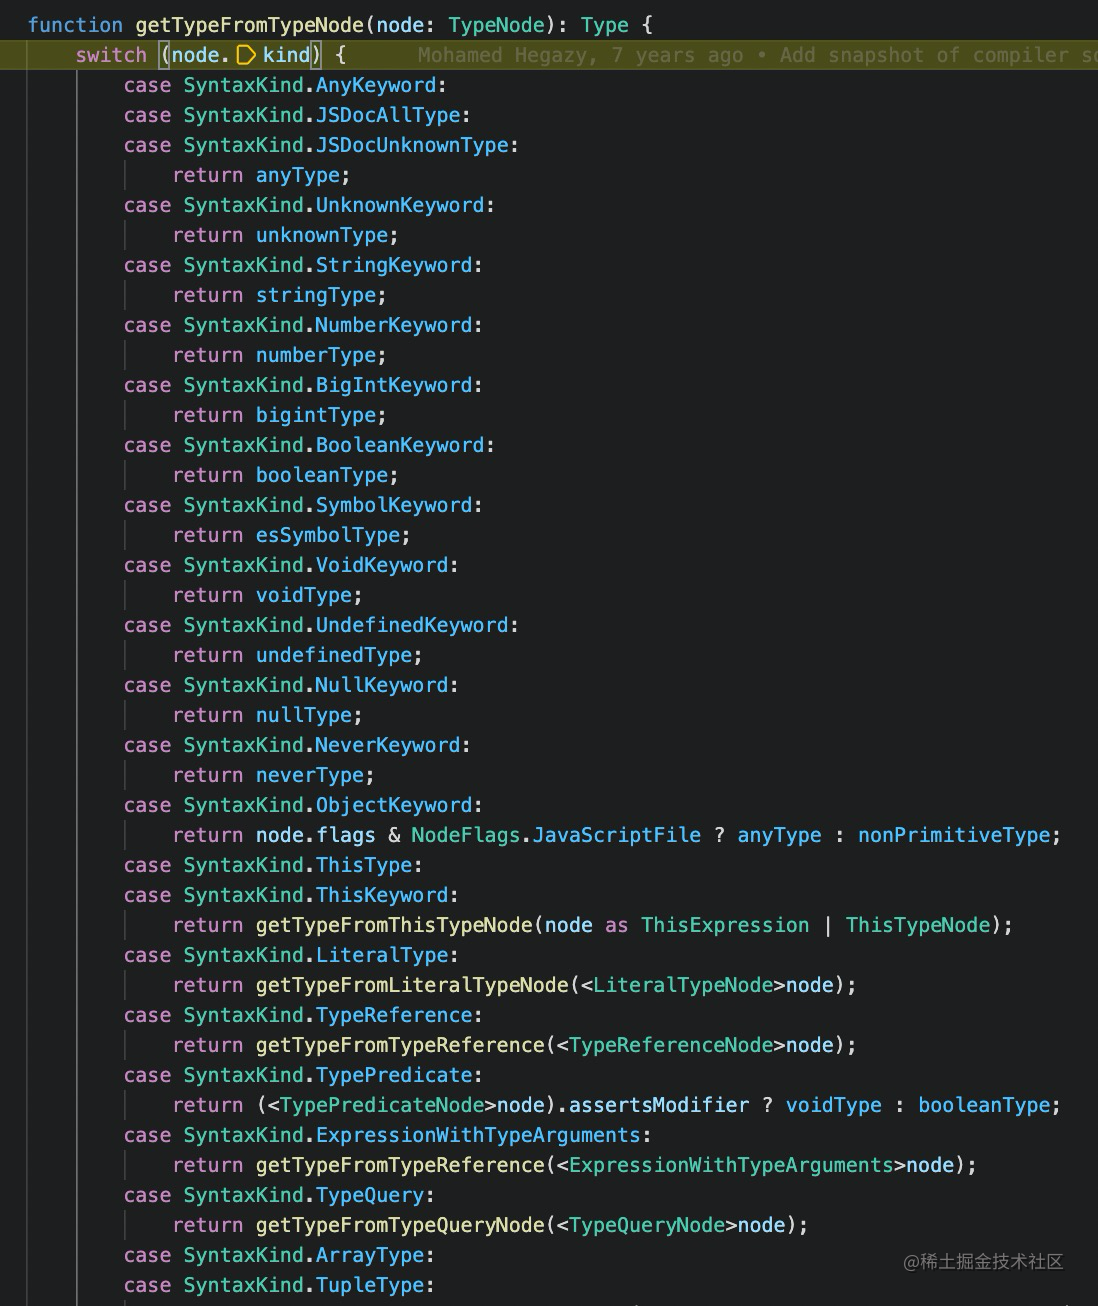 function getTypeFromTypeNode(node: TypeNode): Type {
switch (node.kind) { Mohamed Hegazy, 7 years ago • Add snapshot of compiler
case SyntaxKind.AnyKeyword:
case SyntaxKind.JSDocAllType:
case SyntaxKind.JSDocUnknownType:
return anyType;
case SyntaxKind.UnknownKeyword:
return unknownType;
case SyntaxKind.StringKeyword:
return stringType;
case SyntaxKind.NumberKeyword:
return numberType;
case SyntaxKind.BigIntKeyword:
return bigintType;
case SyntaxKind.BooleanKeyword:
return booleanType;
case SyntaxKind.SymbolKeyword:
return esSymbolType;
case SyntaxKind.VoidKeyword:
return voidType;
case SyntaxKind.UndefinedKeyword:
return undefinedType;
case SyntaxKind.NullKeyword:
return nullType;
case SyntaxKind.NeverKeyword:
return neverType;
case SyntaxKind.ObjectKeyword:
return node.flags & NodeFlags.JavaScriptFile ? anyType : nonPrimitiveType;
case SyntaxKind.ThisType:
case SyntaxKind.ThisKeyword:
return getTypeFromThisTypeNode(node as ThisExpression | ThisTypeNode);
case SyntaxKind.LiteralType:
return getTypeFromLiteralTypeNode(<LiteralTypeNode>node);
case SyntaxKind.TypeReference:
return getTypeFromTypeReference(<TypeReferenceNode>node);
case SyntaxKind.TypePredicate:
return (<TypePredicateNode>node).assertsModifier ? voidType : booleanType;
case SyntaxKind.ExpressionWithTypeArguments:
return getTypeFromTypeReference(<ExpressionWithTypeArguments>node);
case SyntaxKind.TypeQuery:
return getTypeFromTypeQueryNode(<TypeQueryNode>node);
case SyntaxKind.ArrayType:
case SyntaxKind.TupleType:
@稀土掘金技术社区